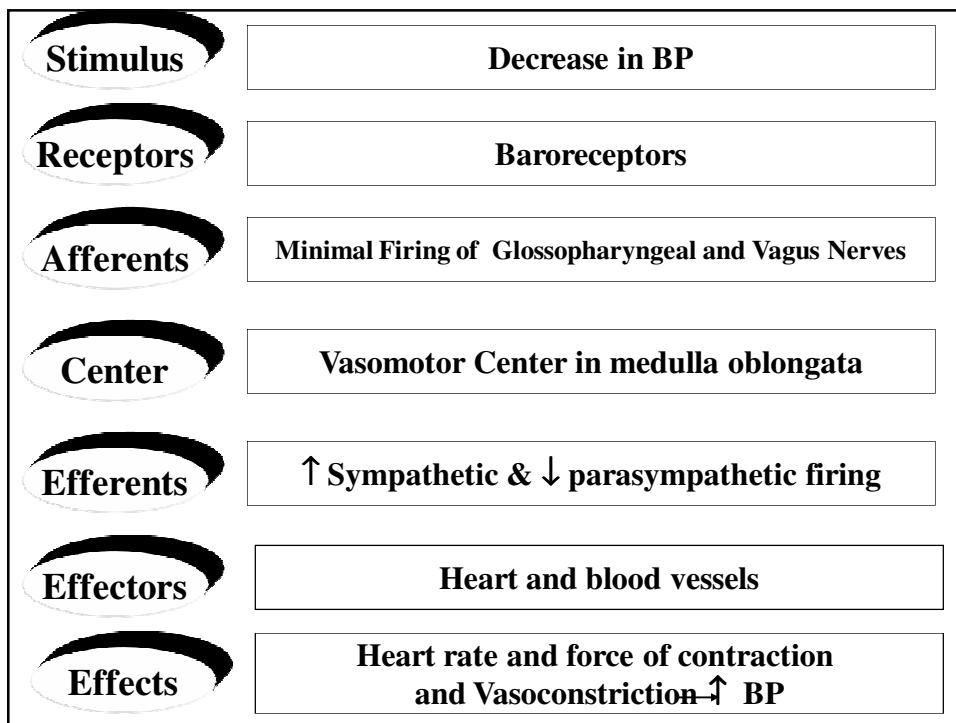 Stimulus
Decrease in BP
Receptors
Baroreceptors
Afferents
Minimal Firing of Glossopharyngeal and Vagus Nerves
Center
Vasomotor Center in medulla oblongata
Efferents
↑ Sympathetic & ↓ parasympathetic firing
Effectors
Heart and blood vessels
Effects
Heart rate and force of contraction
and Vasoconstriction→↑ BP